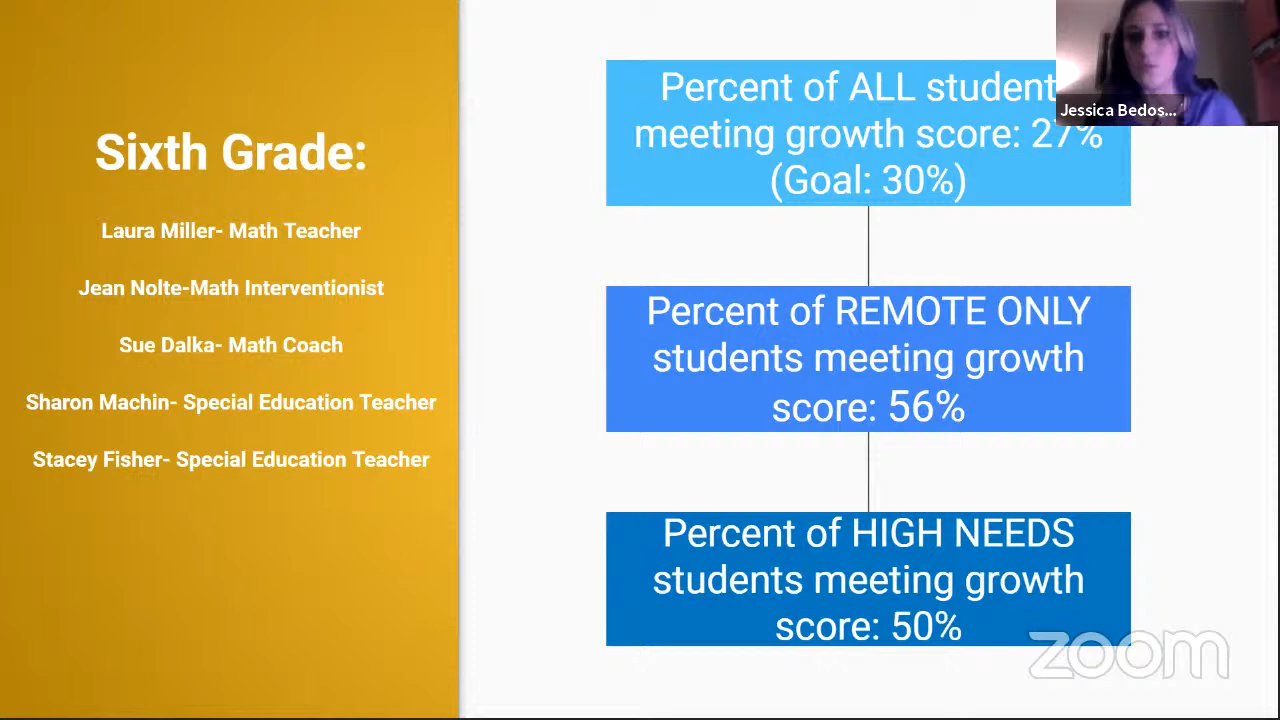 Sixth Grade:
Laura Miller- Math Teacher
Jean Nolte-Math Interventionist
Sue Dalka- Math Coach
Sharon Machin- Special Education Teacher
Stacey Fisher- Special Education Teacher
Percent of ALL student
meeting growth score: 27%
(Goal: 30%)
Percent of REMOTE ONLY
students meeting growth
score: 56%
Percent of HIGH NEEDS
students meeting growth
score: 50%
Jessica Bedos...
zoom